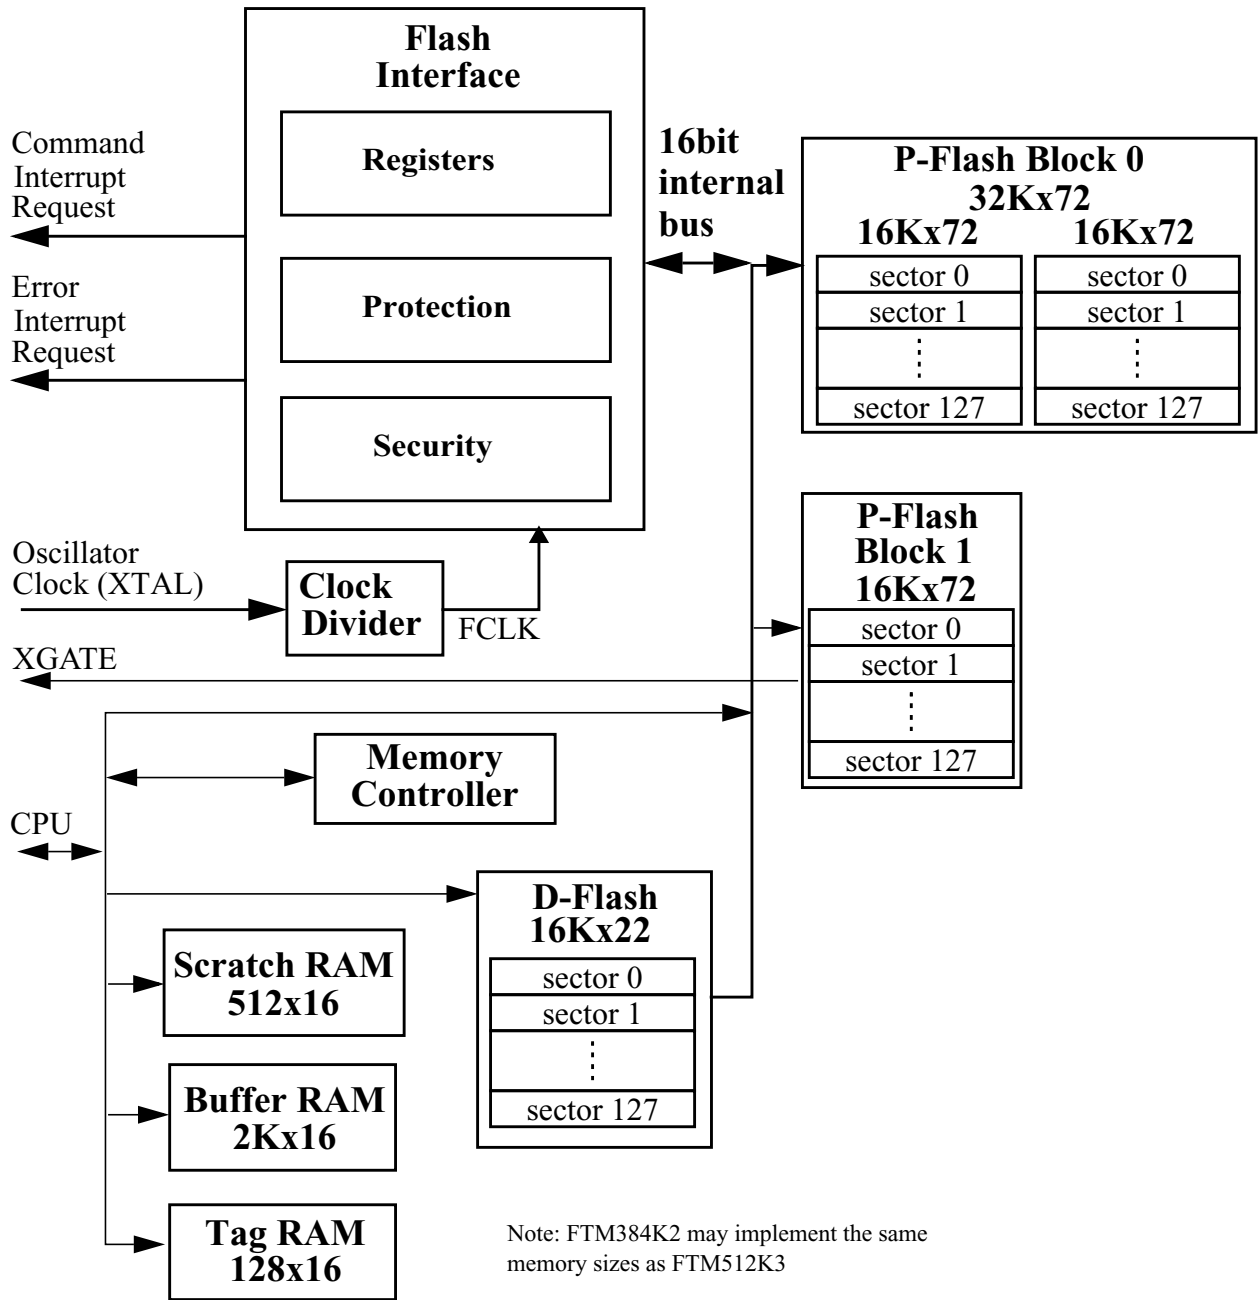 Flash
Interface
Registers
Protection
Security
Command
Interrupt
Request
Error
Interrupt
Request
16bit
internal
bus
P-Flash Block 0
32Kx72
16Kx72 16Kx72
sector 0 sector 0
sector 1 sector 1
sector 127 sector 127
P-Flash
Block 1
16Kx72
sector 0
sector 1
sector 127
Oscillator
Clock (XTAL)
Clock
Divider
FCLK
XGATE
Memory
Controller
CPU
D-Flash
16Kx22
sector 0
sector 1
sector 127
Scratch RAM
512x16
Buffer RAM
2Kx16
Tag RAM
128x16
Note: FTM384K2 may implement the same
memory sizes as FTM512K3